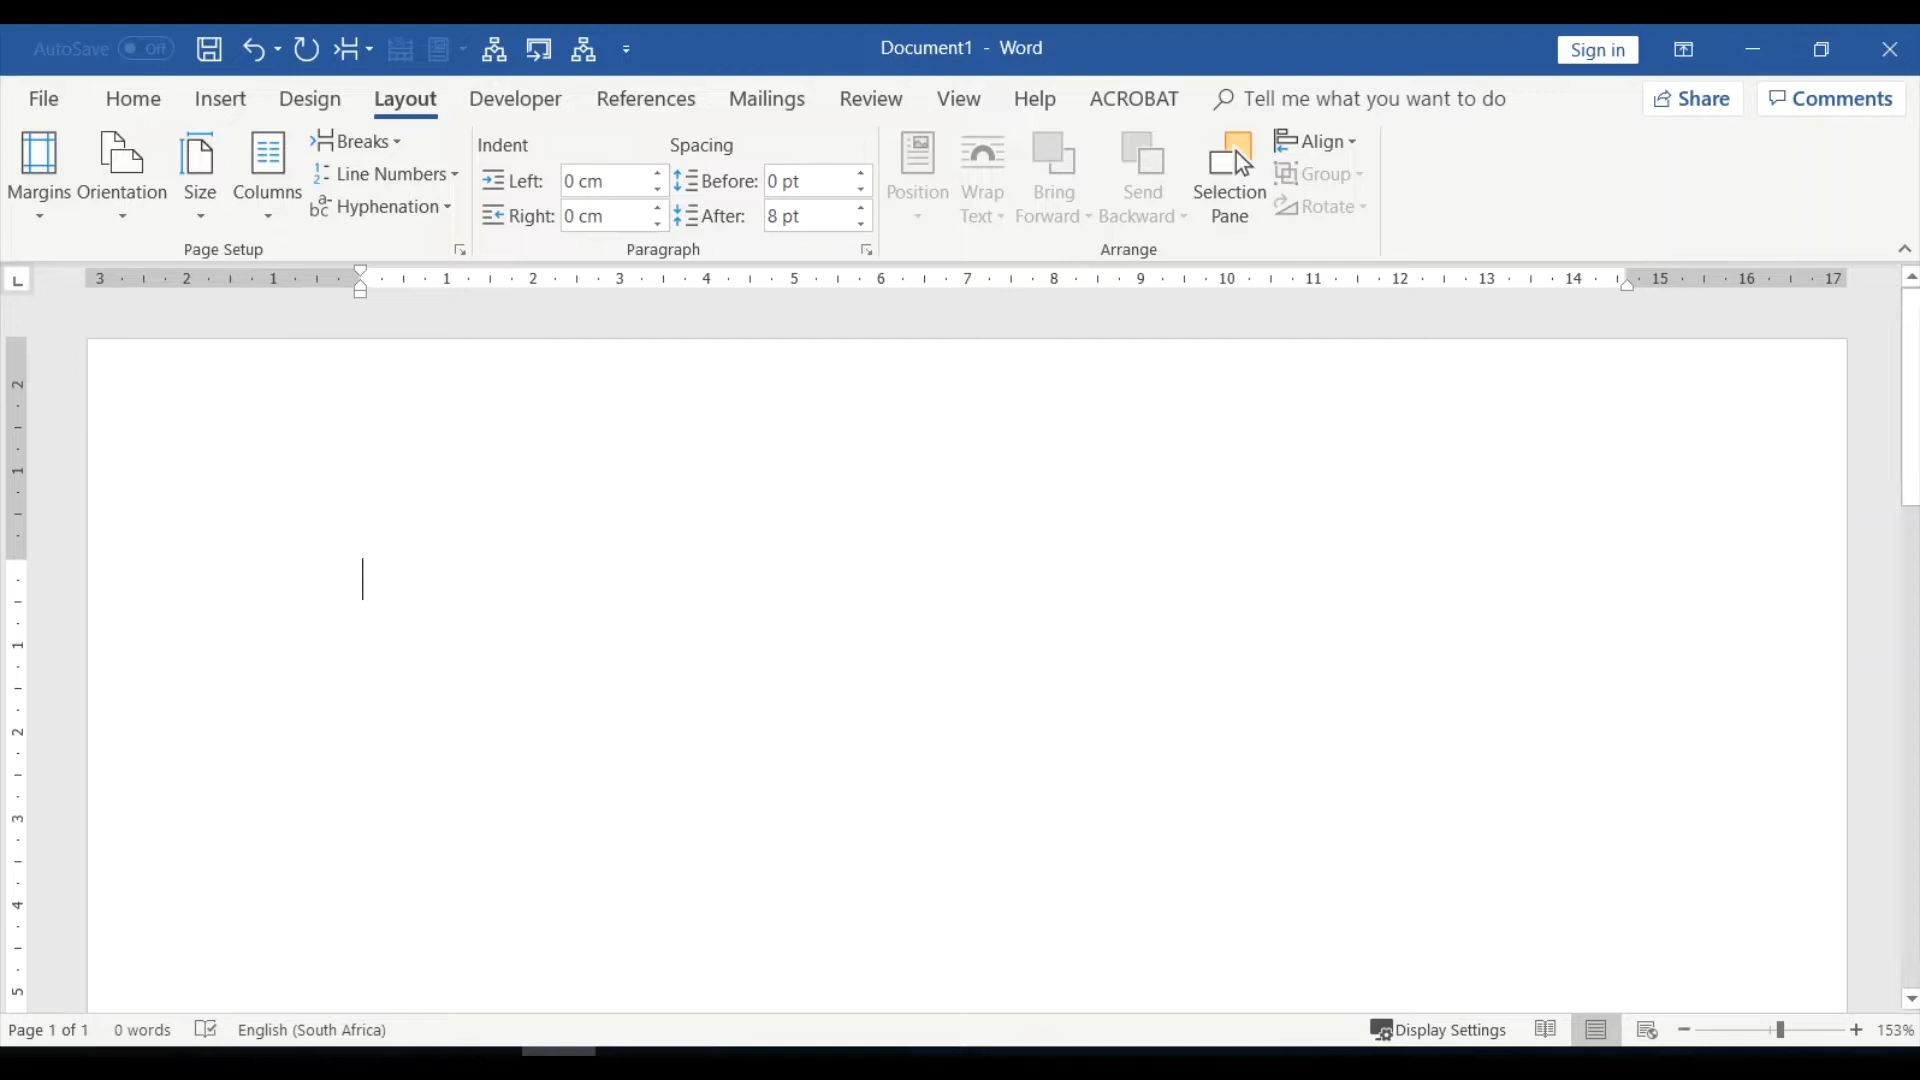 AutoSave Off Document1 - Word Sign in
File Home Insert Design Layout Developer References Mailings Review View Help ACROBAT Tell me what you want to do Share Comments
Margins Orientation Size Columns
Breaks
Line Numbers
Hyphenation
Page Setup
Indent Spacing
Left: 0 cm Before: 0 pt
Right: 0 cm After: 8 pt
Paragraph
Position
Wrap
Text
Bring
Forward
Send
Backward
Selection
Pane
Align
Group
Rotate
Arrange
3 2 1 1 2 3 4 5 6 7 8 9 10 11 12 13 14 15 16 17
2
1
1
2
3
4
5
Page 1 of 1 0 words English (South Africa) Display Settings 153%